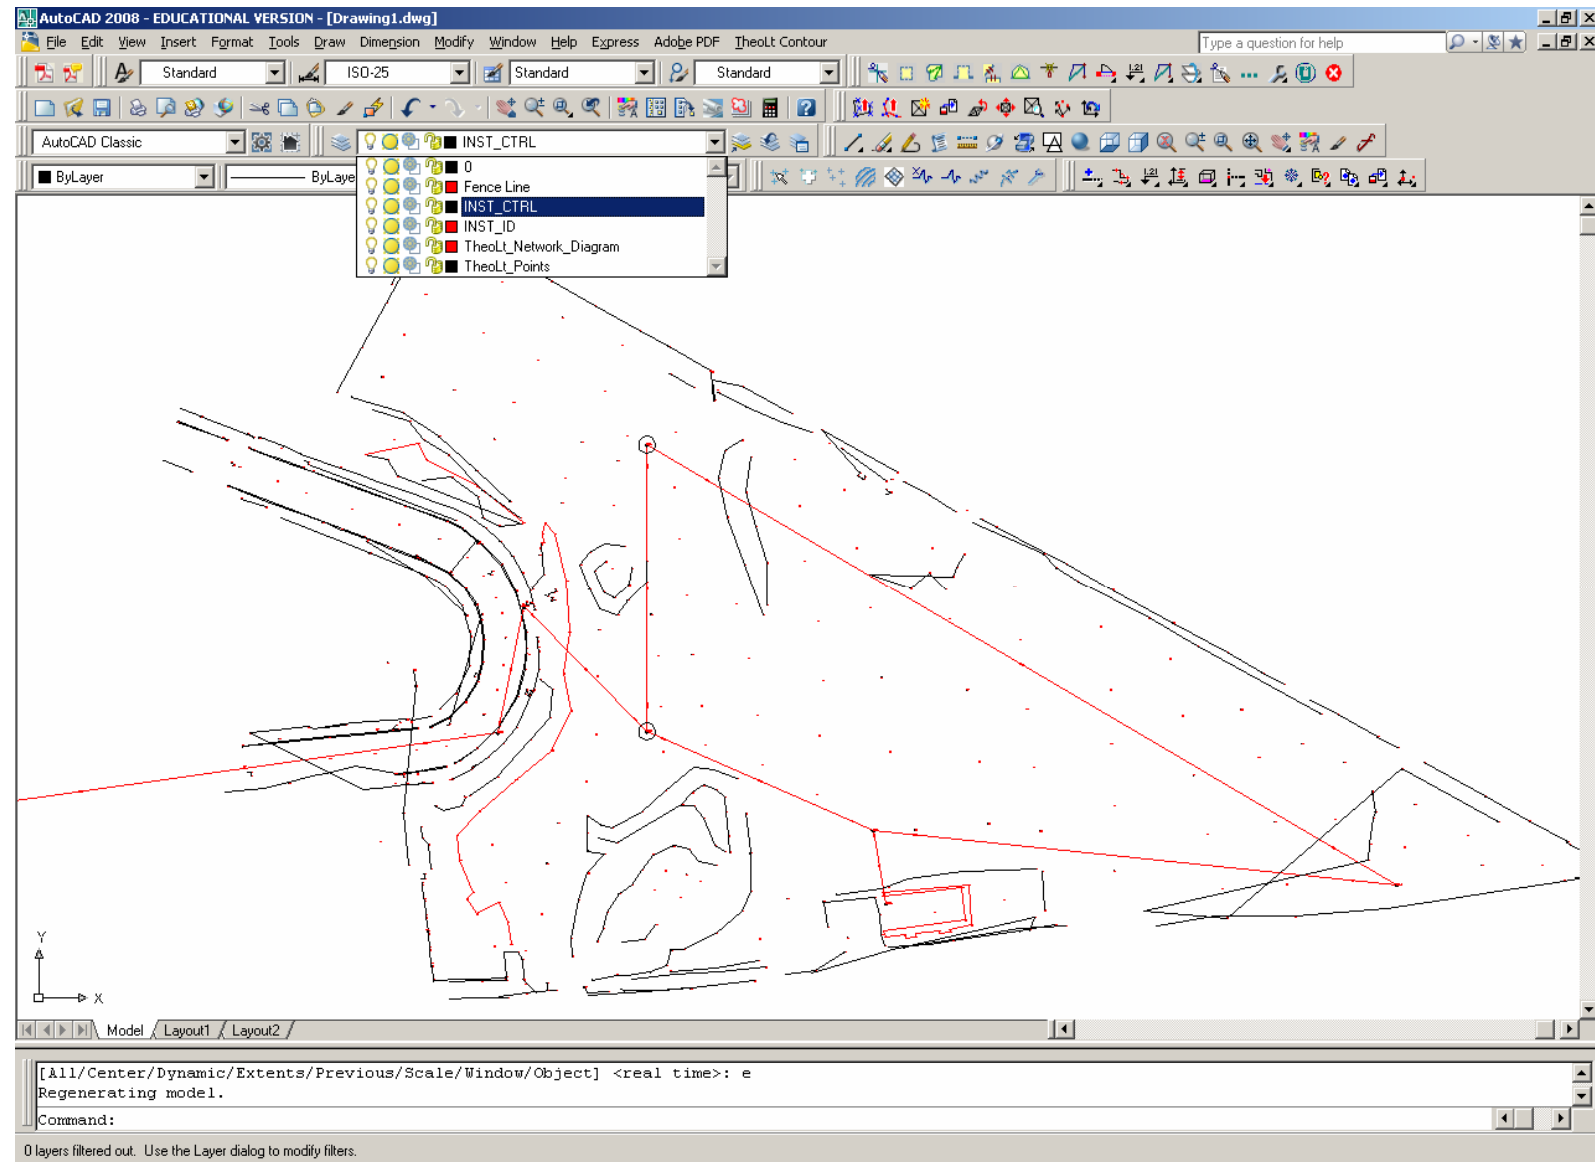 AutoCAD 2008 - EDUCATIONAL VERSION - [Drawing1.dwg]
File Edit View Insert Format Tools Draw Dimension Modify Window Help Express Adobe PDF TheoLt Contour Type a question for help
Standard ISO-25 Standard Standard
AutoCAD Classic INST_CTRL
ByLayer ByLaye
0
Fence Line
INST_CTRL
INST_ID
TheoLt_Network_Diagram
TheoLt_Points
Y
X
Model Layout1 Layout2
[All/Center/Dynamic/Extents/Previous/Scale/Window/Object] <real time>: e
Regenerating model.
Command:
0 layers filtered out. Use the Layer dialog to modify filters.